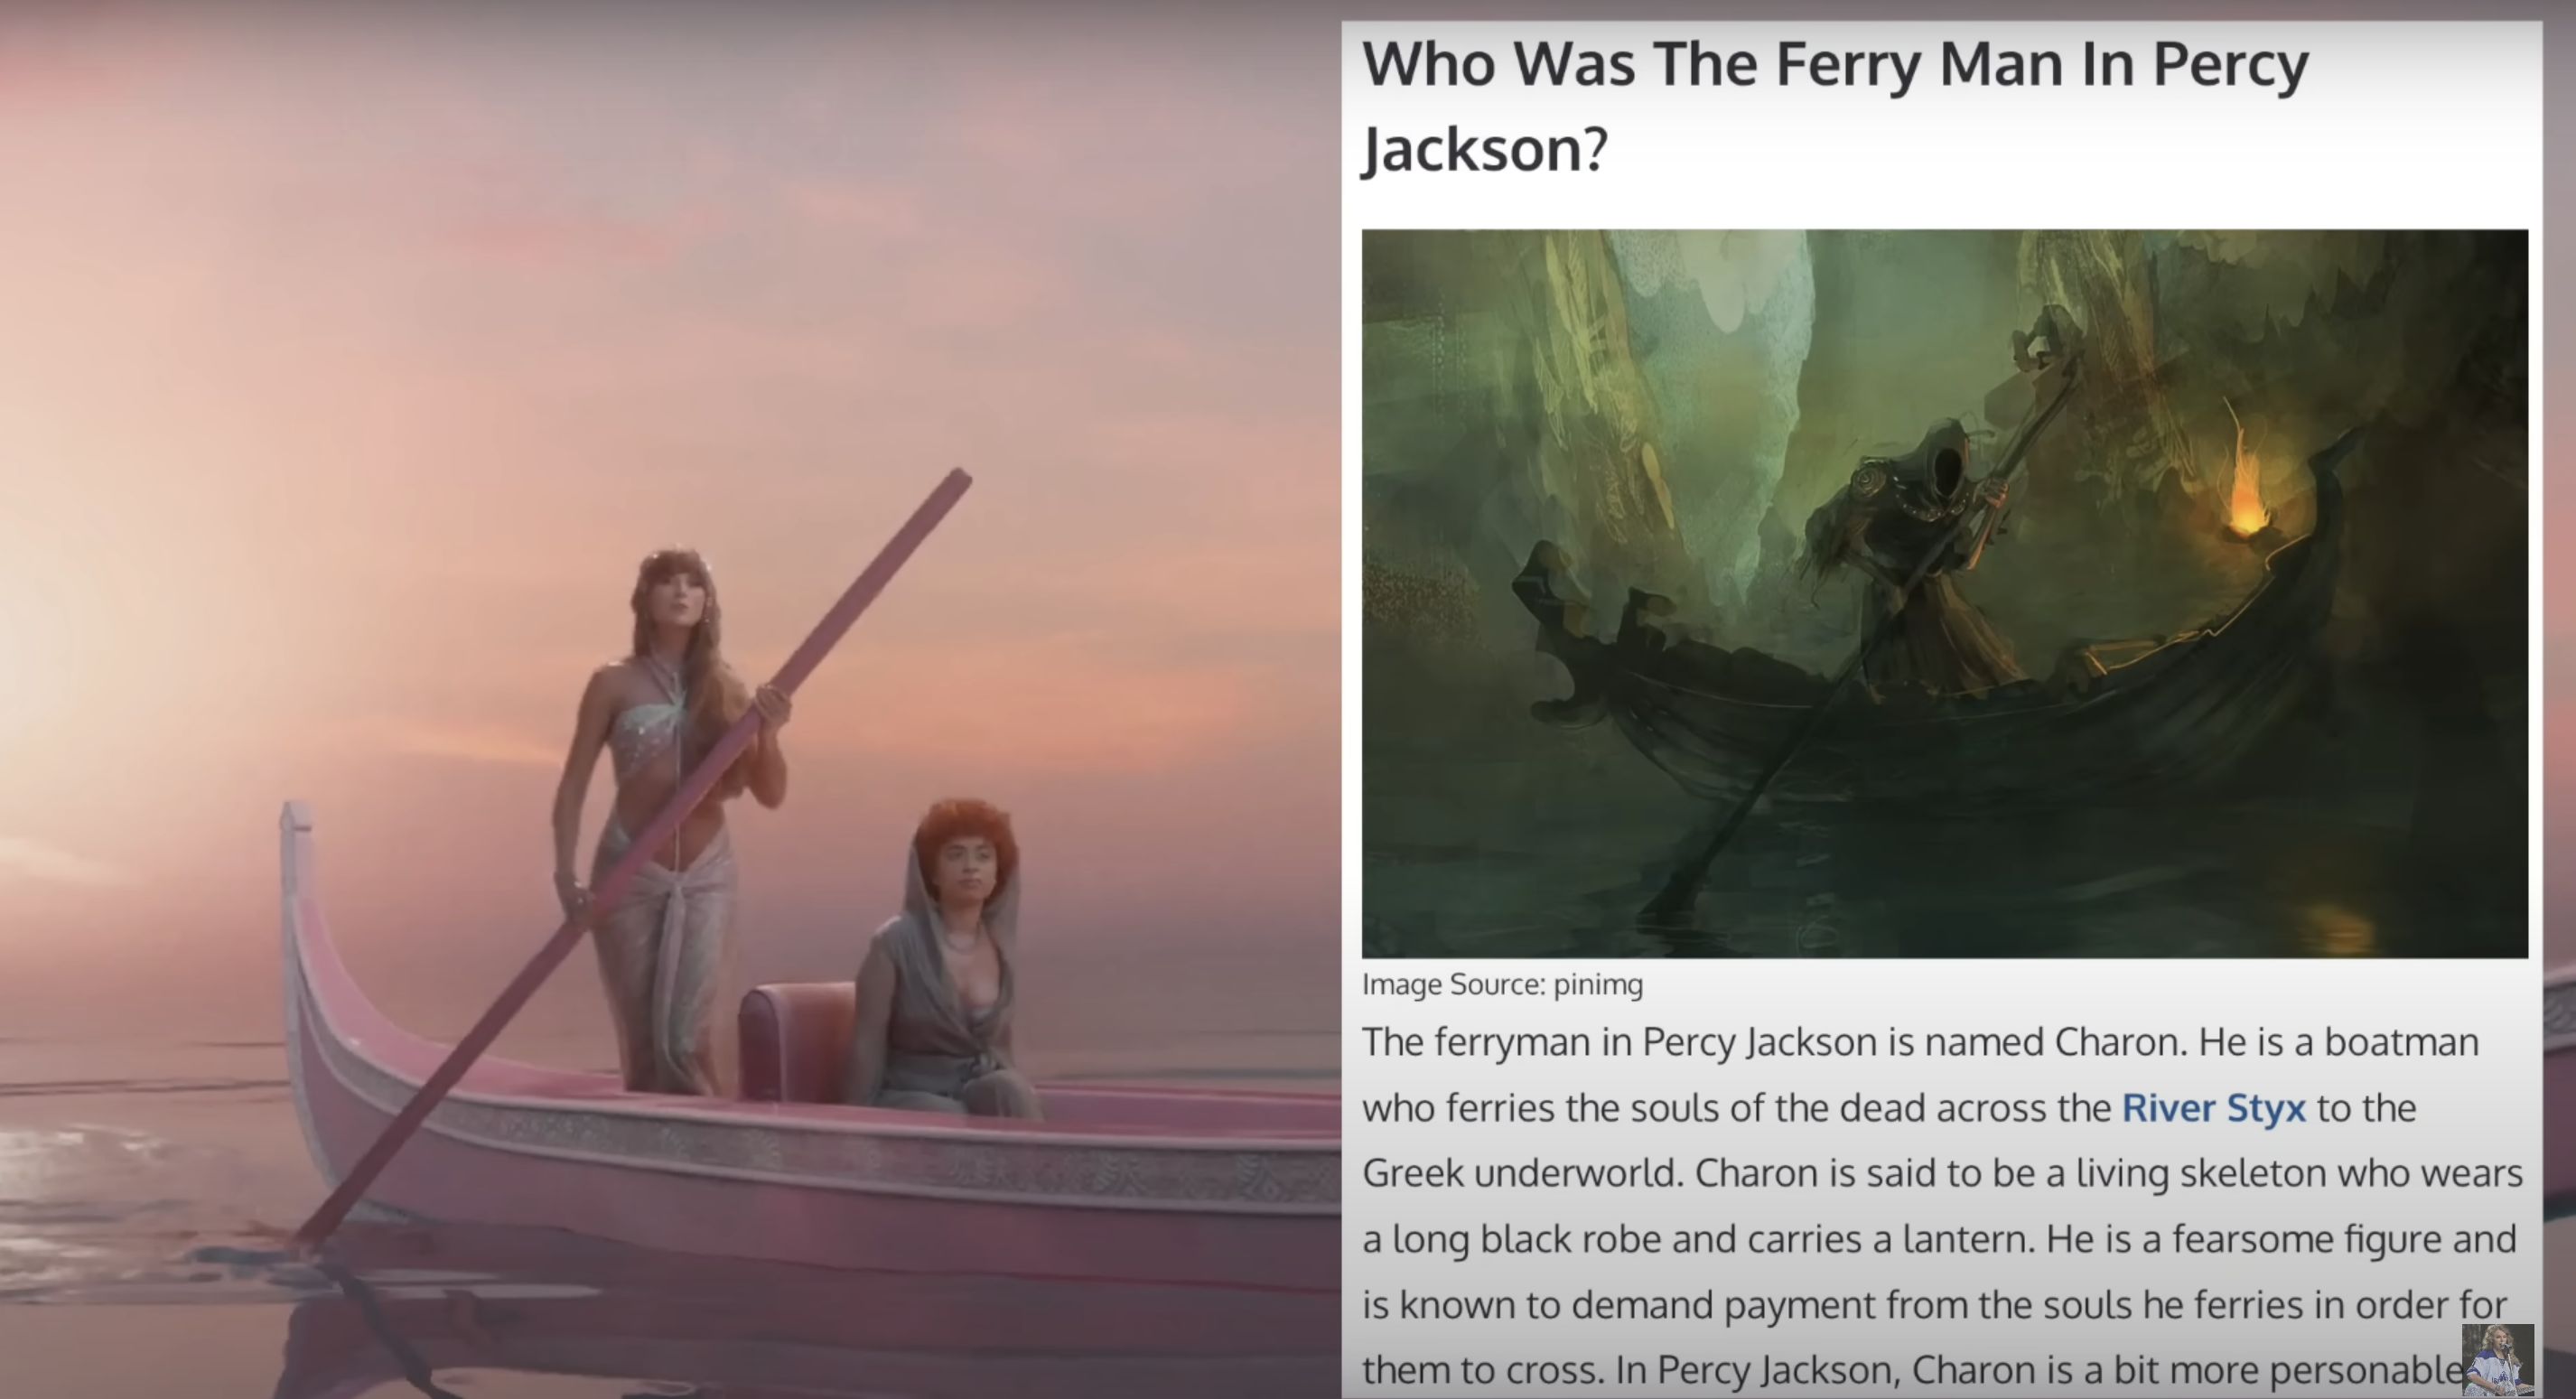 Who Was The Ferry Man In Percy
Jackson?
Image Source: pinimg
The ferryman in Percy Jackson is named Charon. He is a boatman
who ferries the souls of the dead across the River Styx to the
Greek underworld. Charon is said to be a living skeleton who wears
a long black robe and carries a lantern. He is a fearsome figure and
is known to demand payment from the souls he ferries in order for
them to cross. In Percy Jackson, Charon is a bit more personable